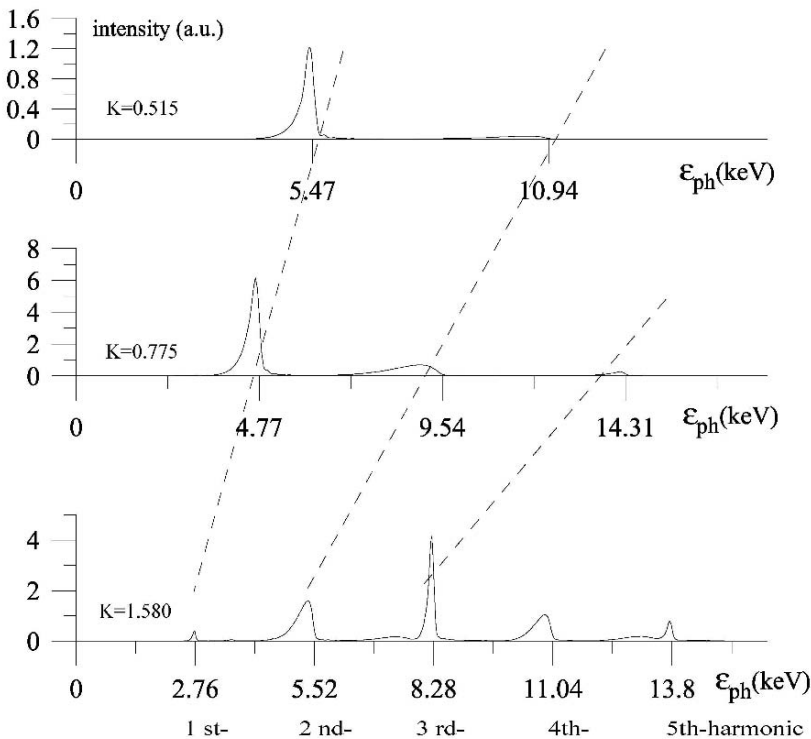 intensity (a.u.)
1.6
1.2
0.8
0.4
0
K=0.515
0
5.47
10.94
εph(keV)
8
6
4
2
0
K=0.775
0
4.77
9.54
14.31
εph(keV)
4
2
0
K=1.580
0
2.76
5.52
8.28
11.04
13.8
εph(keV)
1 st-
2 nd-
3 rd-
4th-
5th-harmonic